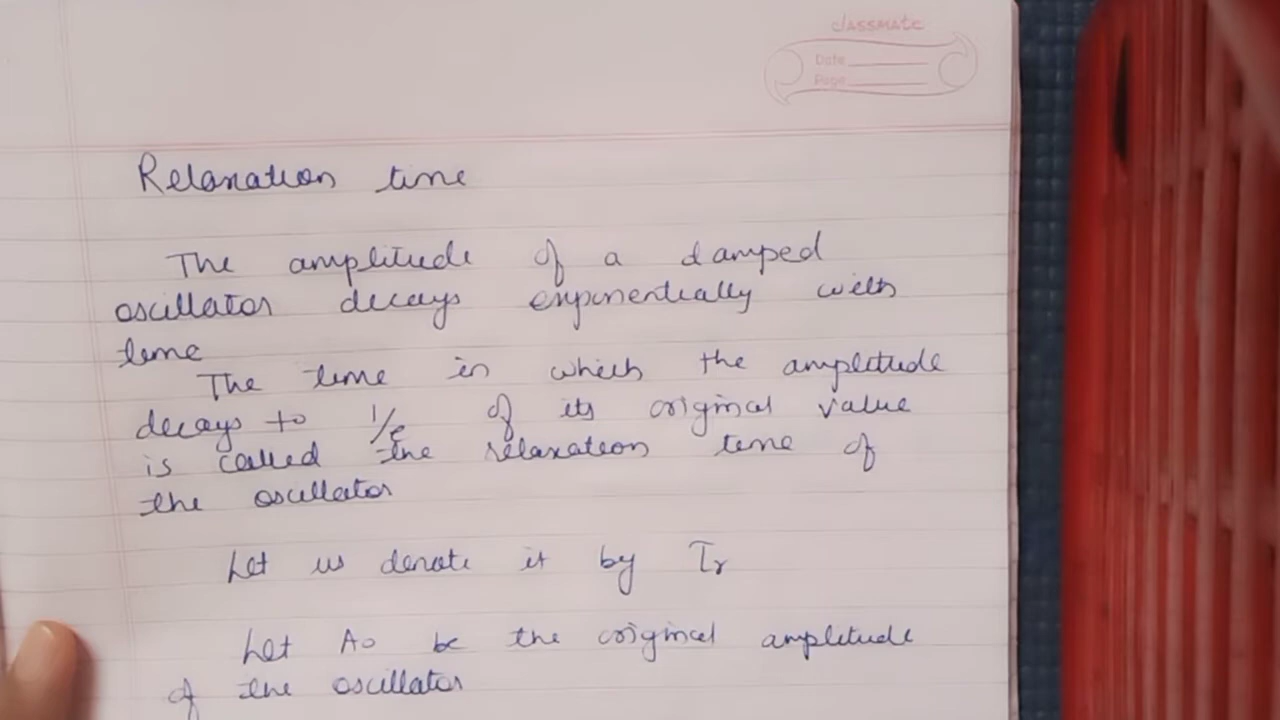 classmate
Date
Page
Relaxation time
The amplitude of a damped
oscillator decays exponentially with
time
The time in which the amplitude
decays to 1/e of its original value
is called the relaxation time of
the oscillator
Let us denote it by Tr
Let A0 be the original amplitude
of the oscillator